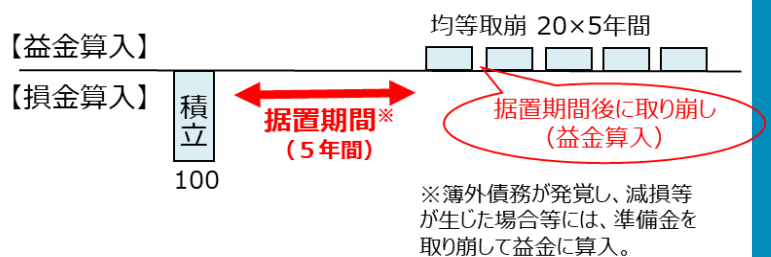 均等取崩 20×5年間
【益金算入】
【損金算入】
積立
100
据置期間※
（５年間）
据置期間後に取り崩し
（益金算入）
※簿外債務が発覚し、減損等
が生じた場合等には、準備金を
取り崩して益金に算入。